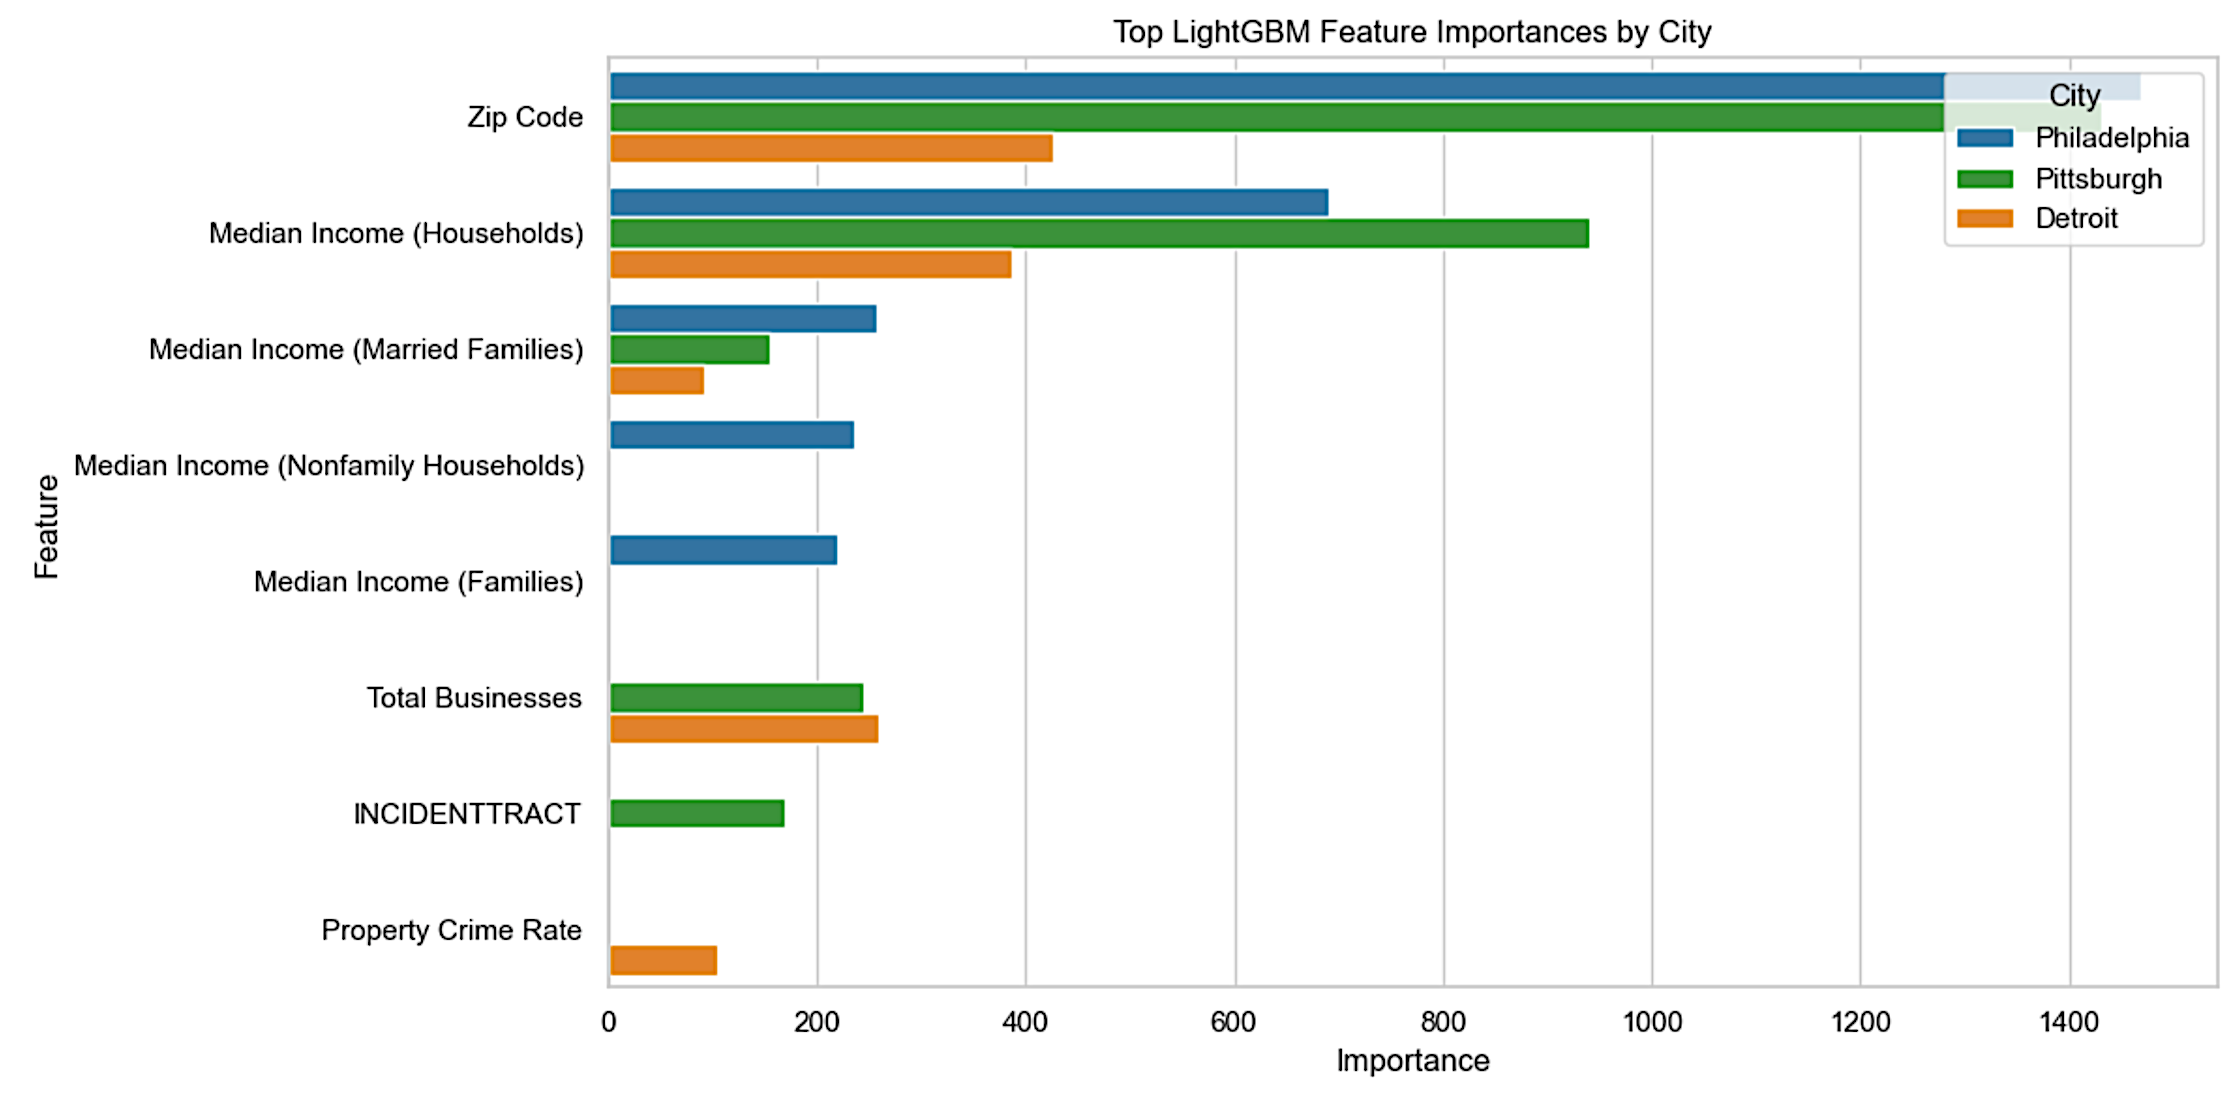 Top LightGBM Feature Importances by City
City
Philadelphia
Pittsburgh
Detroit
Feature
Zip Code
Median Income (Households)
Median Income (Married Families)
Median Income (Nonfamily Households)
Median Income (Families)
Total Businesses
INCIDENTTRACT
Property Crime Rate
0 200 400 600 800 1000 1200 1400
Importance